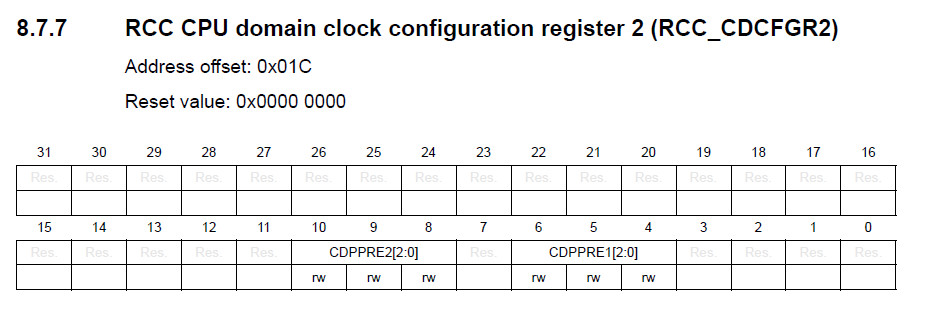 8.7.7 RCC CPU domain clock configuration register 2 (RCC_CDCFGR2)
Address offset: 0x01C
Reset value: 0x0000 0000
31 30 29 28 27 26 25 24 23 22 21 20 19 18 17 16
Res. Res. Res. Res. Res. Res. Res. Res. Res. Res. Res. Res. Res. Res. Res. Res.
15 14 13 12 11 10 9 8 7 6 5 4 3 2 1 0
Res. Res. Res. Res. Res. CDPPRE2[2:0] Res. CDPPRE1[2:0] Res. Res. Res. Res.
rw rw rw rw rw rw